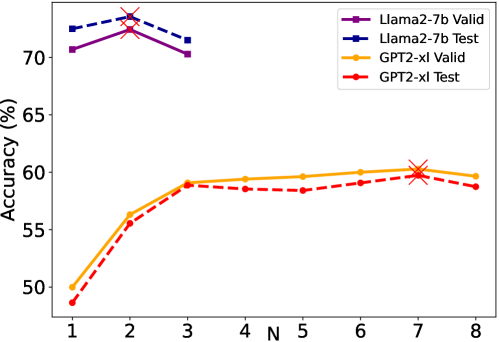 Llama2-7b Valid
Llama2-7b Test
GPT2-xl Valid
GPT2-xl Test
Accuracy (%)
70
65
60
55
50
1 2 3 4 5 6 7 8
N